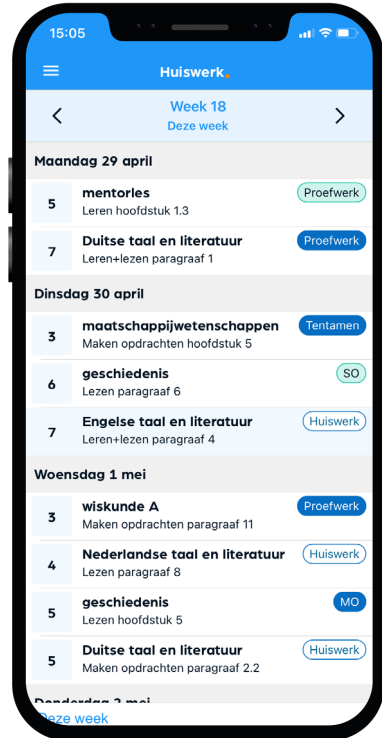 15:05
Huiswerk.
Week 18
Deze week
Maandag 29 april
5
mentorles
Proefwerk
Leren hoofdstuk 1.3
7
Duitse taal en literatuur
Proefwerk
Leren+lezen paragraaf 1
Dinsdag 30 april
3
maatschappijwetenschappen
Tentamen
Maken opdrachten hoofdstuk 5
6
geschiedenis
SO
Lezen paragraaf 6
7
Engelse taal en literatuur
Huiswerk
Leren+lezen paragraaf 4
Woensdag 1 mei
3
wiskunde A
Proefwerk
Maken opdrachten paragraaf 11
4
Nederlandse taal en literatuur
Huiswerk
Lezen paragraaf 8
5
geschiedenis
MO
Lezen hoofdstuk 5
5
Duitse taal en literatuur
Huiswerk
Maken opdrachten paragraaf 2.2
Donderdag 2 mei
Deze week